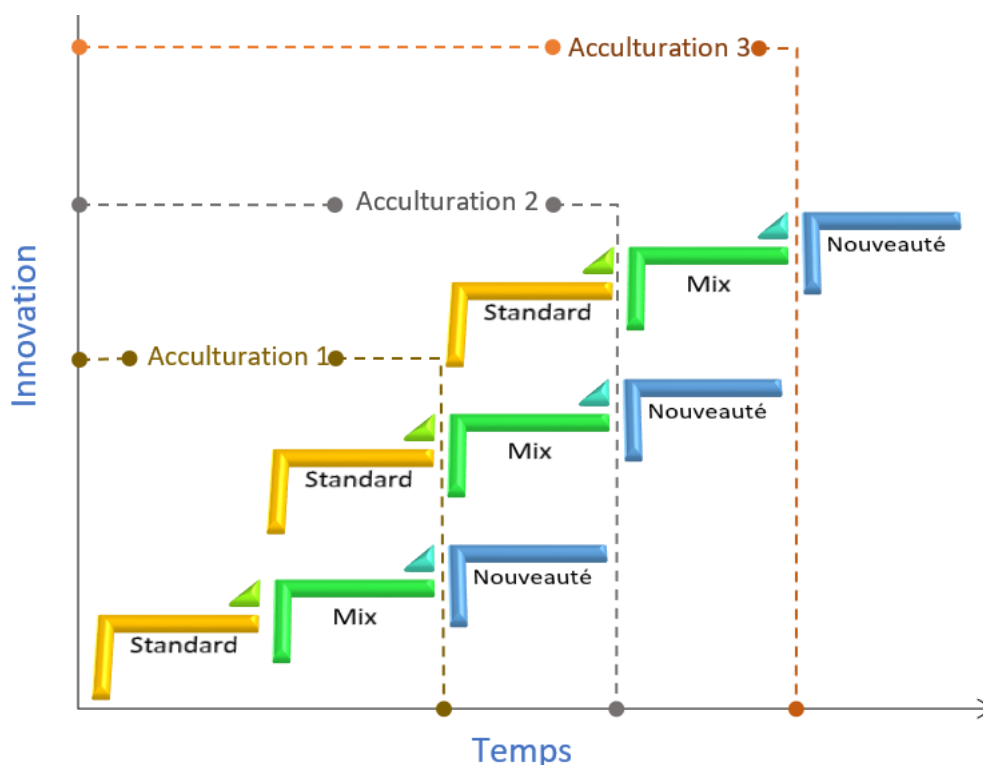 Acculturation 3
Acculturation 2
Nouveauté
Mix
Standard
Innovation
Acculturation 1
Nouveauté
Mix
Standard
Nouveauté
Mix
Standard
Temps